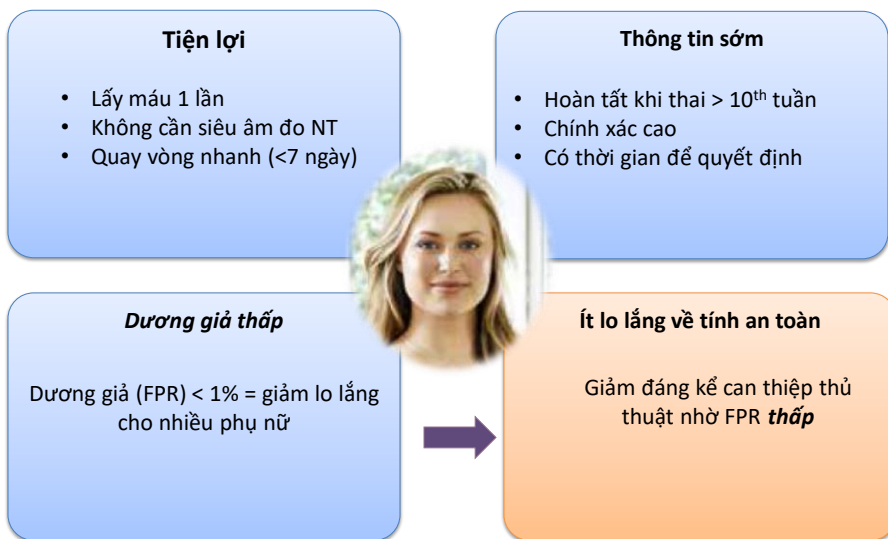 Tiện lợi
• Lấy máu 1 lần
• Không cần siêu âm đo NT
• Quay vòng nhanh (<7 ngày)
Thông tin sớm
• Hoàn tất khi thai > 10th tuần
• Chính xác cao
• Có thời gian để quyết định
Dương giả thấp
Dương giả (FPR) < 1% = giảm lo lắng
cho nhiều phụ nữ
Ít lo lắng về tính an toàn
Giảm đáng kể can thiệp thủ
thuật nhờ FPR thấp